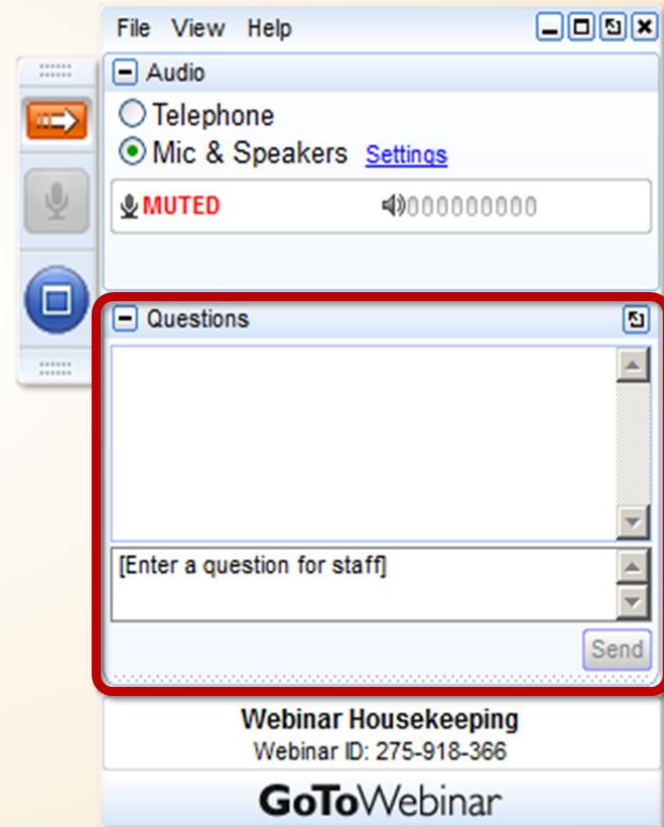 File View Help
Audio
Telephone
Mic & Speakers Settings
MUTED 000000000
Questions
[Enter a question for staff]
Send
Webinar Housekeeping
Webinar ID: 275-918-366
GoToWebinar